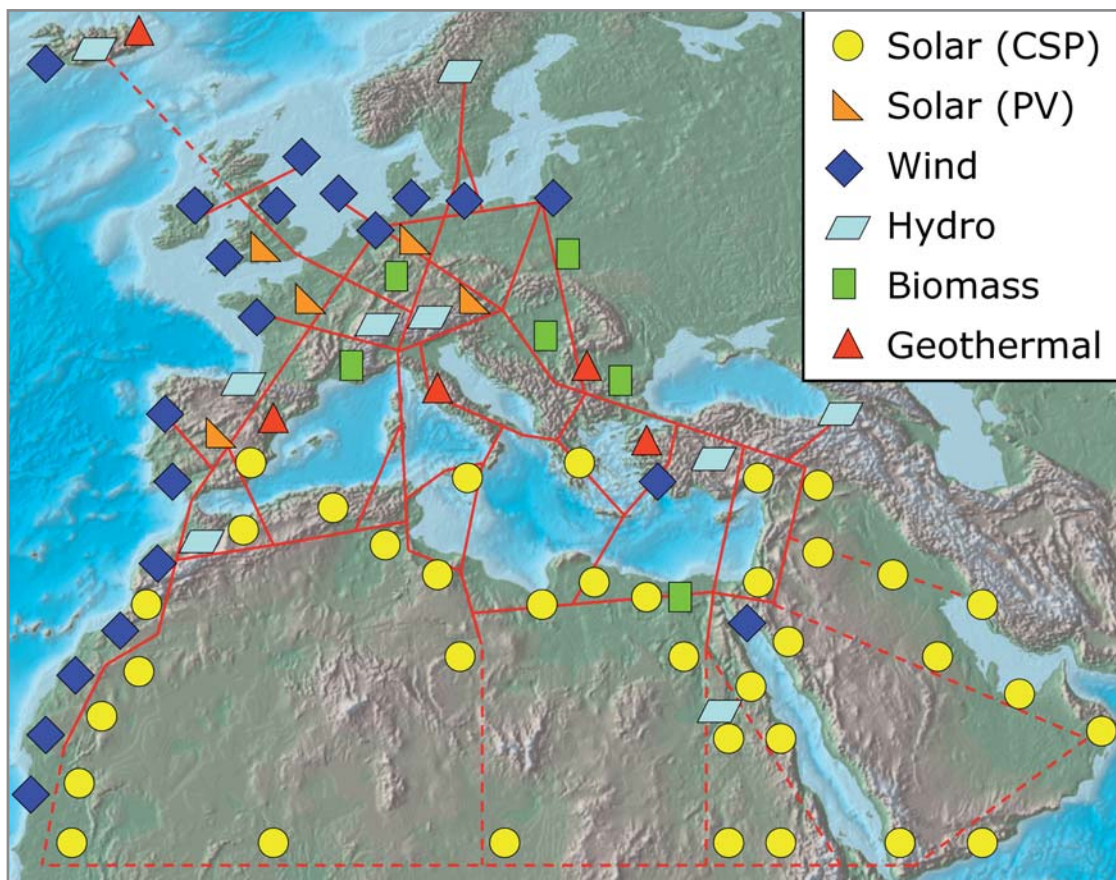 Solar (CSP)
Solar (PV)
Wind
Hydro
Biomass
Geothermal